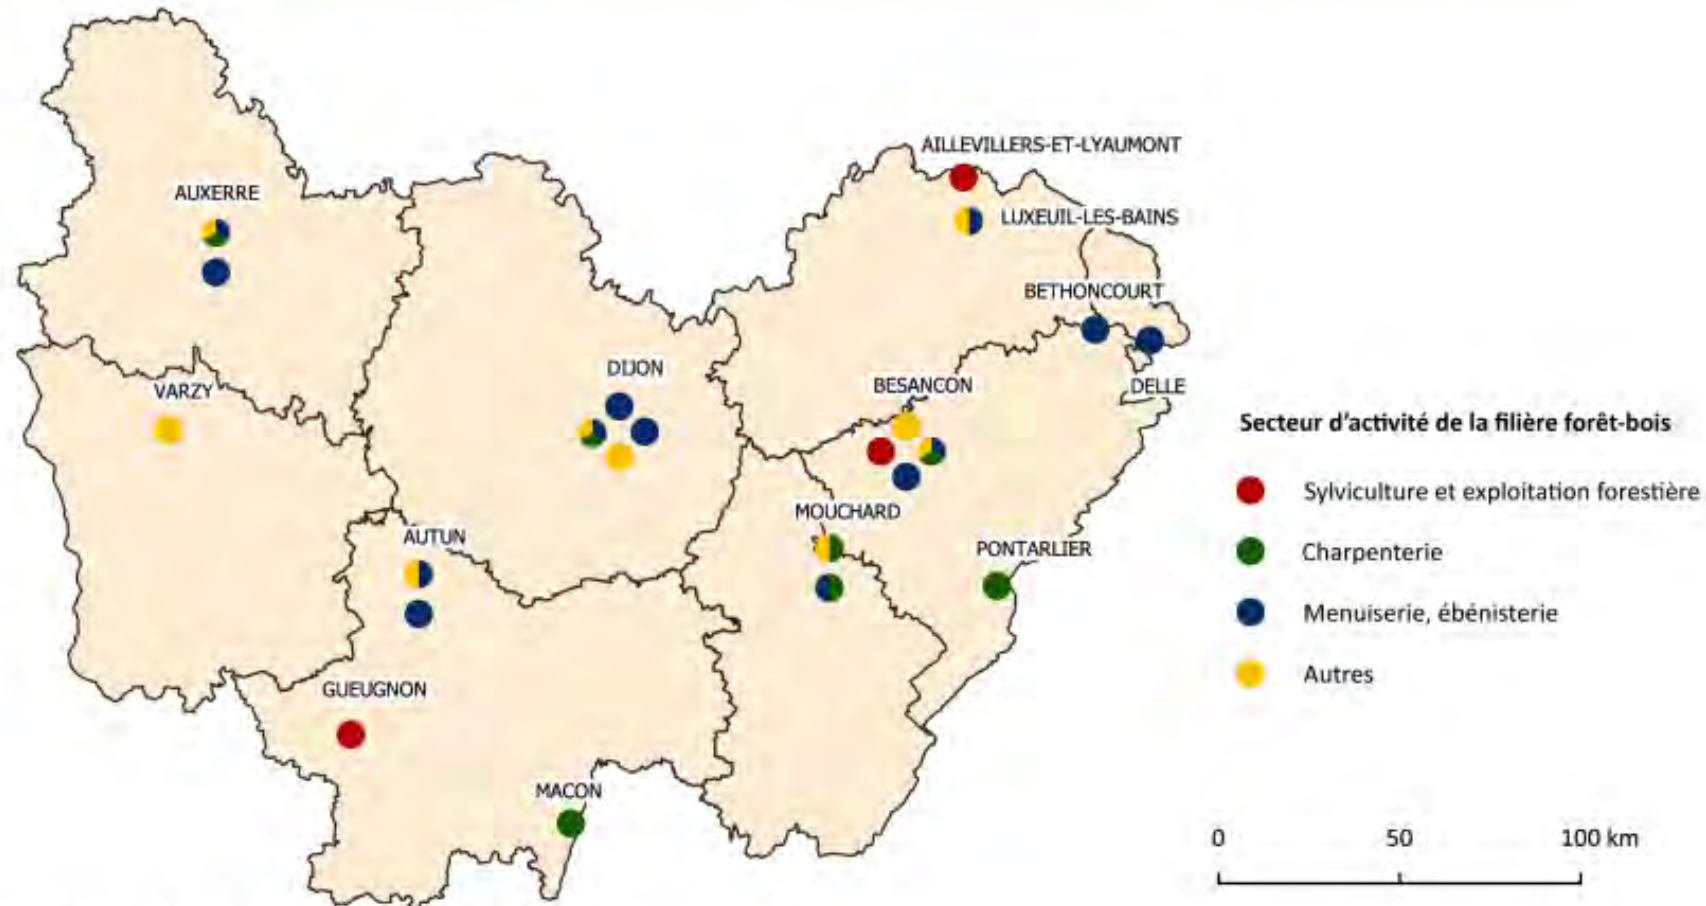 AILLEVILLERS-ET-LYAUMONT
AUXERRE
LUXEUIL-LES-BAINS
BETHONCOURT
DIJON
BESANCON
DELLE
VARZY
Secteur d'activité de la filière forêt-bois
Sylviculture et exploitation forestière
MOUCHARD
AUTUN
PONTARLIER
Charpenterie
Menuiserie, ébénisterie
Autres
GUEUGNON
MACON
0 50 100 km